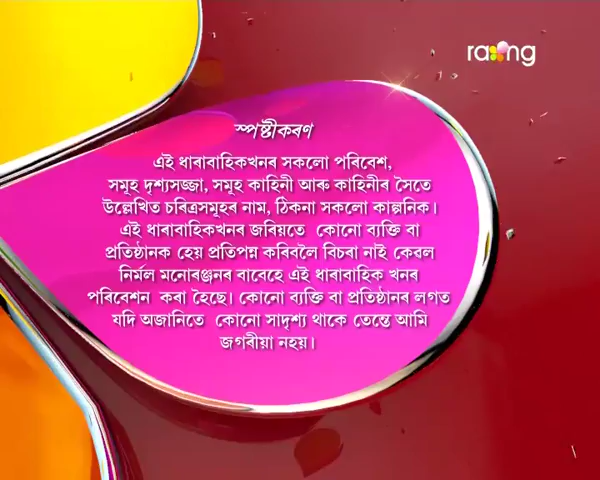 rang
স্পষ্টীকৰণ
এই ধাৰাবাহিকখনৰ সকলো পৰিবেশ,
সমূহ দৃশ্যসজ্জা, সমূহ কাহিনী আৰু কাহিনীৰ সৈতে
উল্লেখিত চৰিত্ৰসমূহৰ নাম, ঠিকনা সকলো কাল্পনিক।
এই ধাৰাবাহিকখনৰ জৰিয়তে কোনো ব্যক্তি বা
প্ৰতিষ্ঠানক হেয় প্ৰতিপন্ন কৰিবলৈ বিচৰা নাই কেৱল
নিৰ্মল মনোৰঞ্জনৰ বাবেহে এই ধাৰাবাহিক খনৰ
পৰিবেশন কৰা হৈছে। কোনো ব্যক্তি বা প্ৰতিষ্ঠানৰ লগত
যদি অজানিতে কোনো সাদৃশ্য থাকে তেন্তে আমি
জগৰীয়া নহয়।